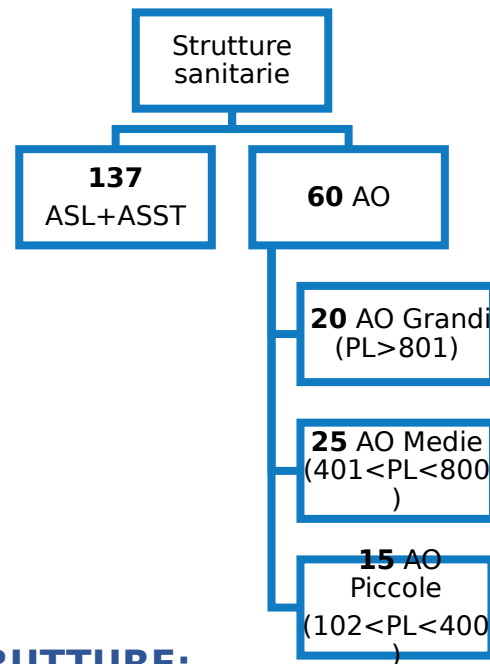 Strutture
sanitarie
137
ASL+ASST
60 AO
20 AO Grandi
(PL>801)
25 AO Medie
(401<PL<800
)
15 AO
Piccole
(102<PL<400
)